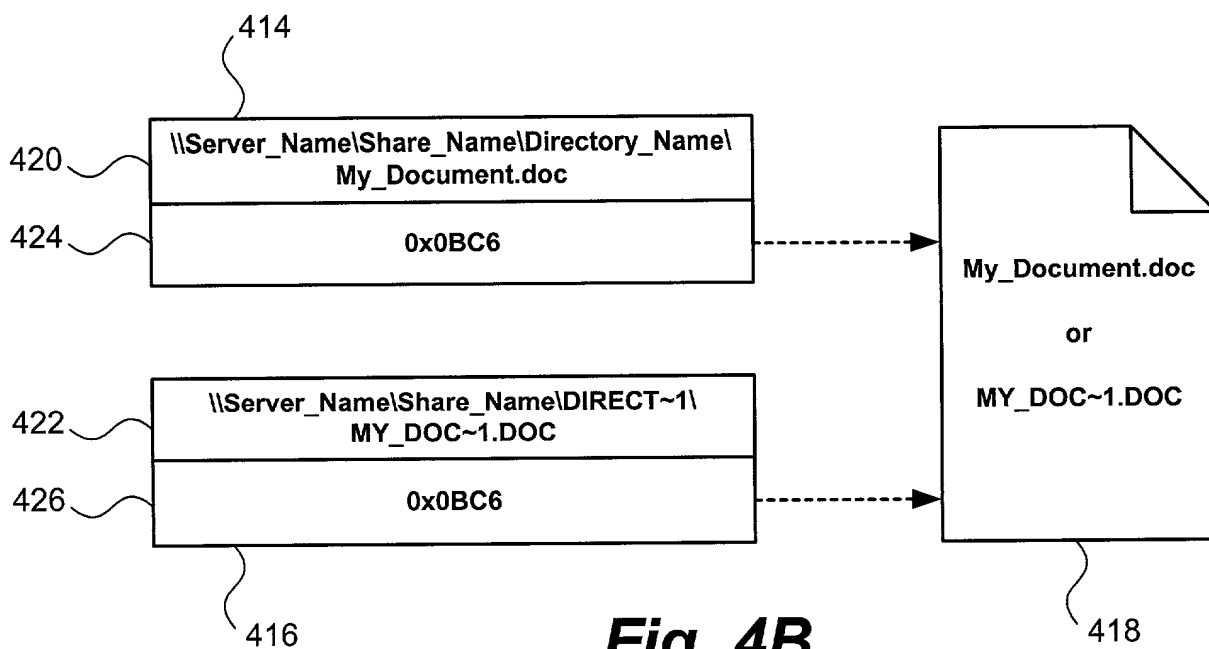 414
\\Server_Name\Share_Name\Directory_Name\
My_Document.doc
420
424
0x0BC6
My_Document.doc
or
MY_DOC~1.DOC
\\Server_Name\Share_Name\DIRECT~1\
MY_DOC~1.DOC
422
426
0x0BC6
416
Fig. 4B
418